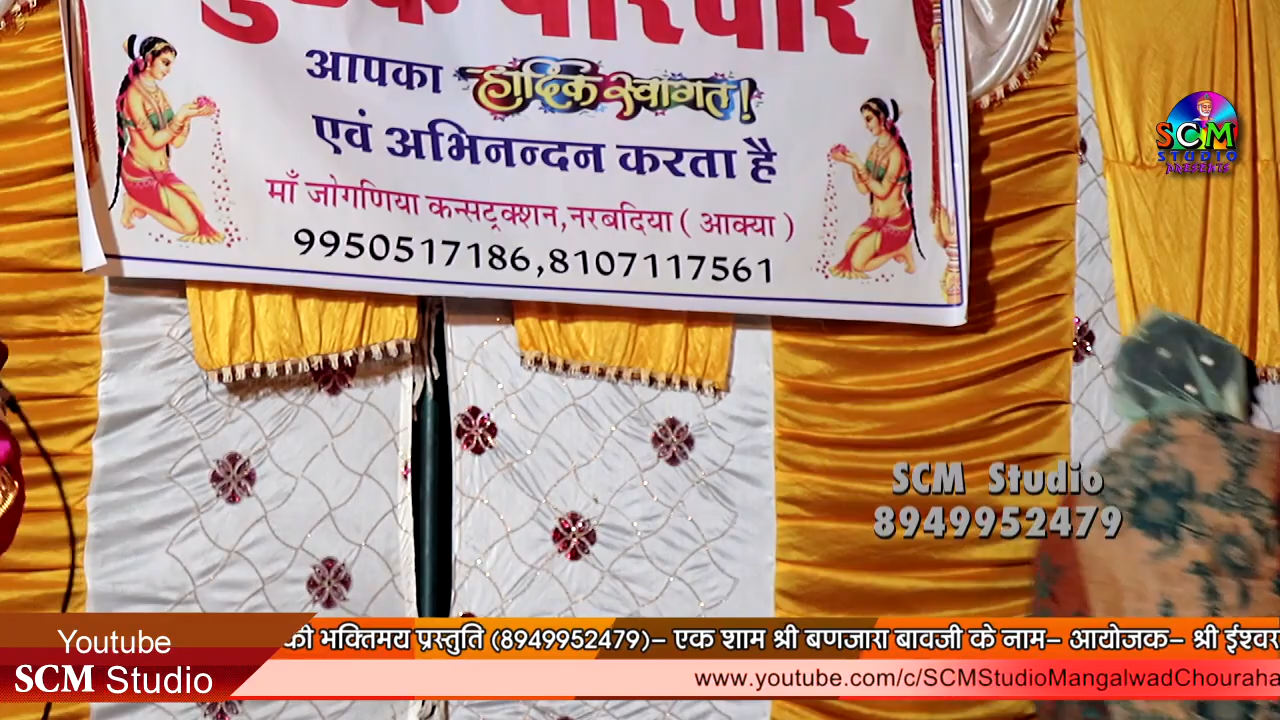 परिवार
आपका हार्दिक स्वागत!
एवं अभिनन्दन करता है
माँ जोगणिया कन्सट्रक्शन,नरबदिया ( आक्या )
9950517186,8107117561
SCM
STUDIO
PRESENTS
SCM Studio
8949952479
Youtube
SCM Studio
की भक्तिमय प्रस्तुति (8949952479)- एक शाम श्री बणजारा बावजी के नाम- आयोजक- श्री ईश्वर
www.youtube.com/c/SCMStudioMangalwadChouraha